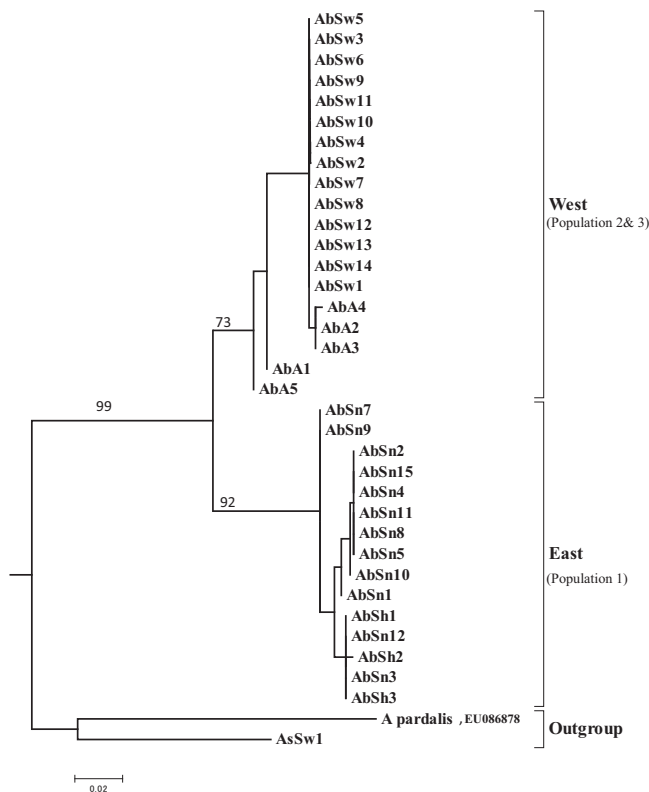 AbSw5
AbSw3
AbSw6
AbSw9
AbSw11
AbSw10
AbSw4
AbSw2
AbSw7
AbSw8
AbSw12
AbSw13
AbSw14
AbSw1
AbA4
AbA2
AbA3
AbA1
AbA5
73
99
West
(Population 2& 3)
AbSn7
AbSn9
AbSn2
AbSn15
AbSn4
AbSn11
AbSn8
AbSn5
AbSn10
AbSn1
AbSh1
AbSn12
AbSh2
AbSn3
AbSh3
92
East
(Population 1)
A pardalis , EU086878
AsSw1
Outgroup
0.02